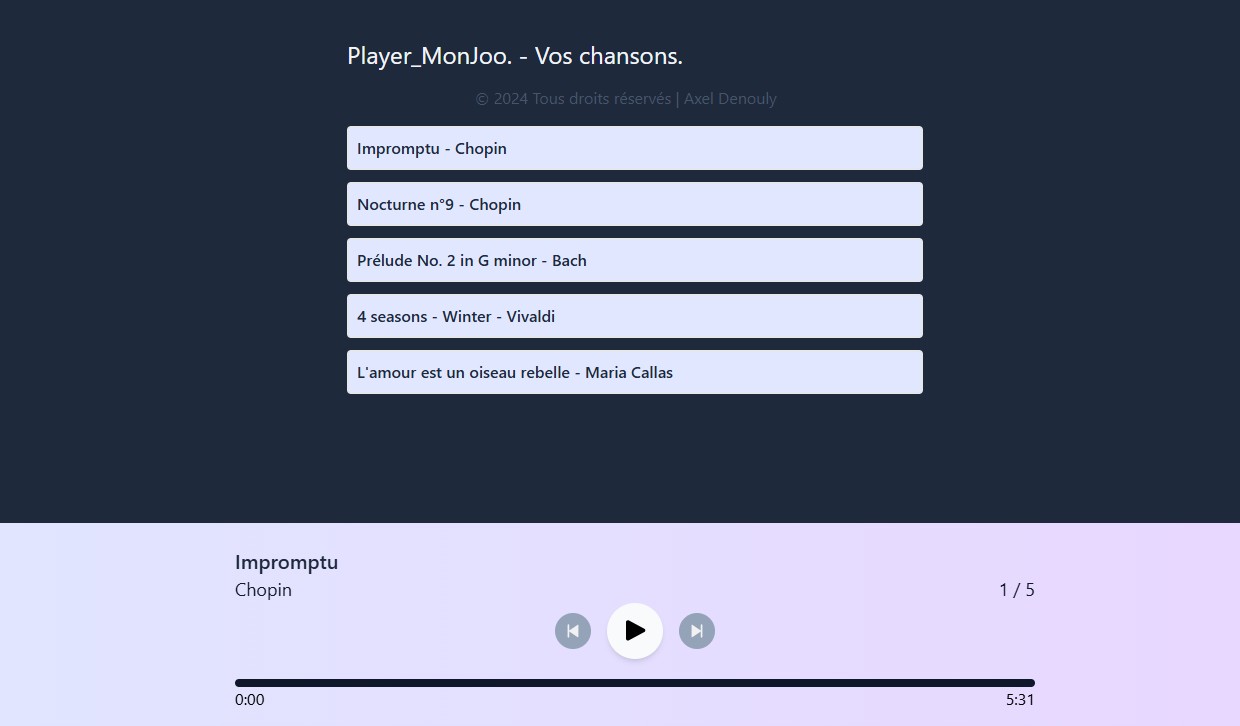 Player_MonJoo. - Vos chansons.
© 2024 Tous droits réservés | Axel Denouly
Impromptu - Chopin
Nocturne n°9 - Chopin
Prélude No. 2 in G minor - Bach
4 seasons - Winter - Vivaldi
L'amour est un oiseau rebelle - Maria Callas
Impromptu
Chopin
1 / 5
0:00
5:31